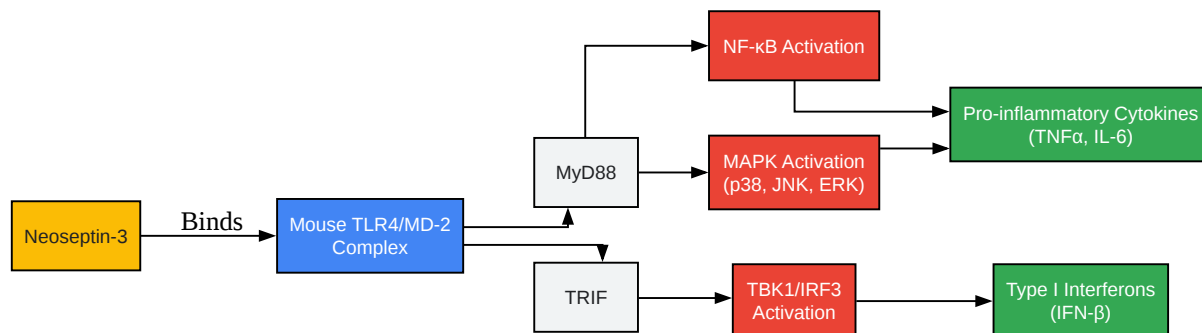 Neoseptin-3
Binds
Mouse TLR4/MD-2
Complex
MyD88
TRIF
NF-κB Activation
MAPK Activation
(p38, JNK, ERK)
TBK1/IRF3
Activation
Pro-inflammatory Cytokines
(TNFα, IL-6)
Type I Interferons
(IFN-β)